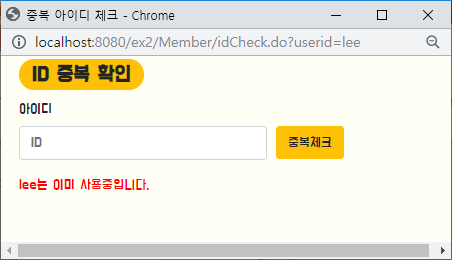 중복 아이디 체크 - Chrome
localhost:8080/ex2/Member/idCheck.do?userid=lee
ID 중복 확인
아이디
ID 중복체크
lee는 이미 사용중입니다.